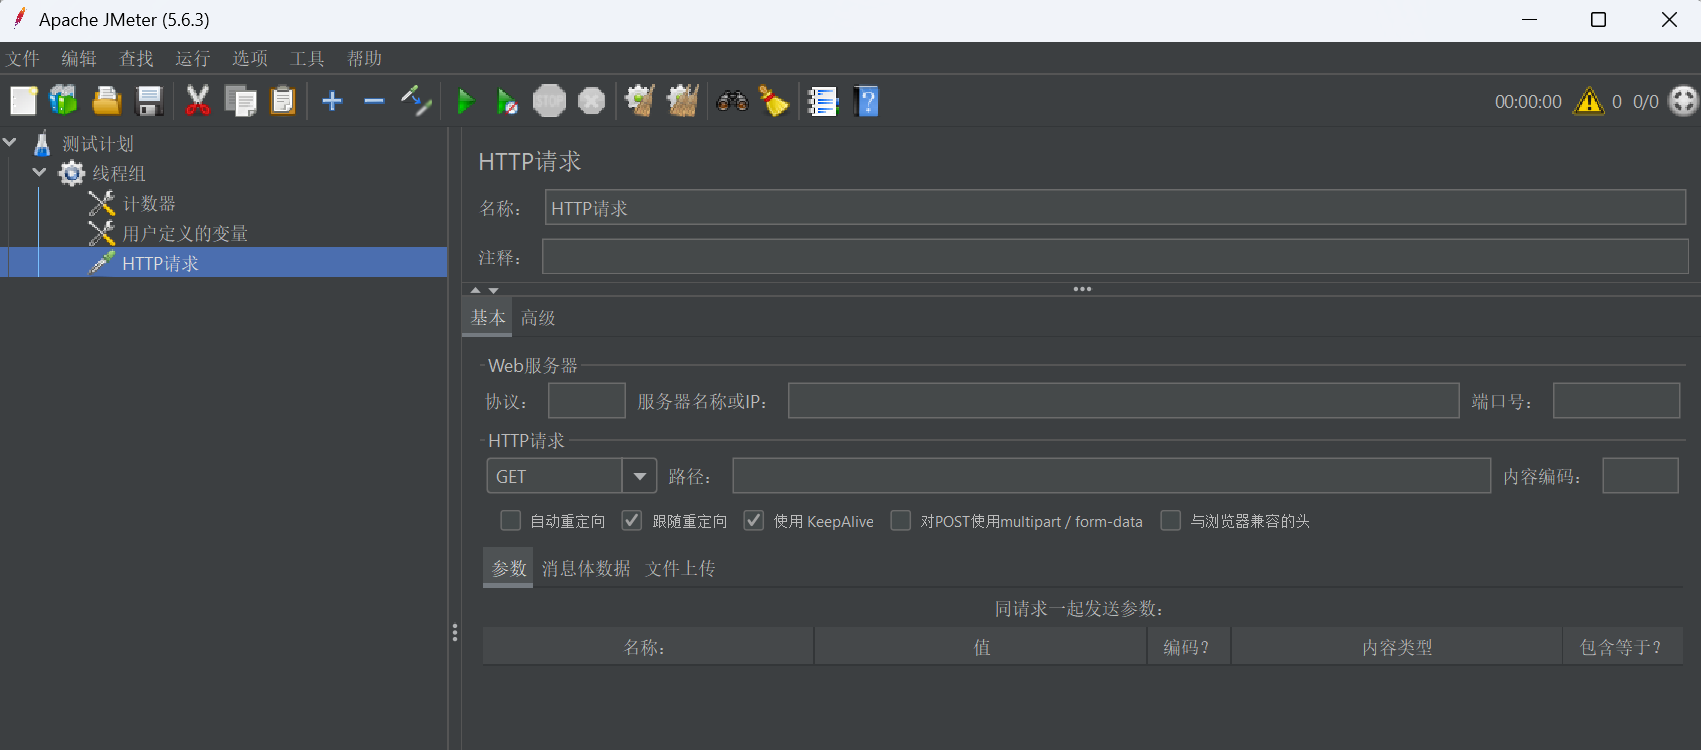 Apache JMeter (5.6.3)
文件 编辑 查找 运行 选项 工具 帮助
STOP
00:00:00 0 0/0
测试计划
线程组
计数器
用户定义的变量
HTTP请求
HTTP请求
名称： HTTP请求
注释：
基本 高级
Web服务器
协议： 服务器名称或IP： 端口号：
HTTP请求
GET 路径： 内容编码：
自动重定向 跟随重定向 使用 KeepAlive 对POST使用multipart / form-data 与浏览器兼容的头
参数 消息体数据 文件上传
同请求一起发送参数：
名称： 值 编码？ 内容类型 包含等于？